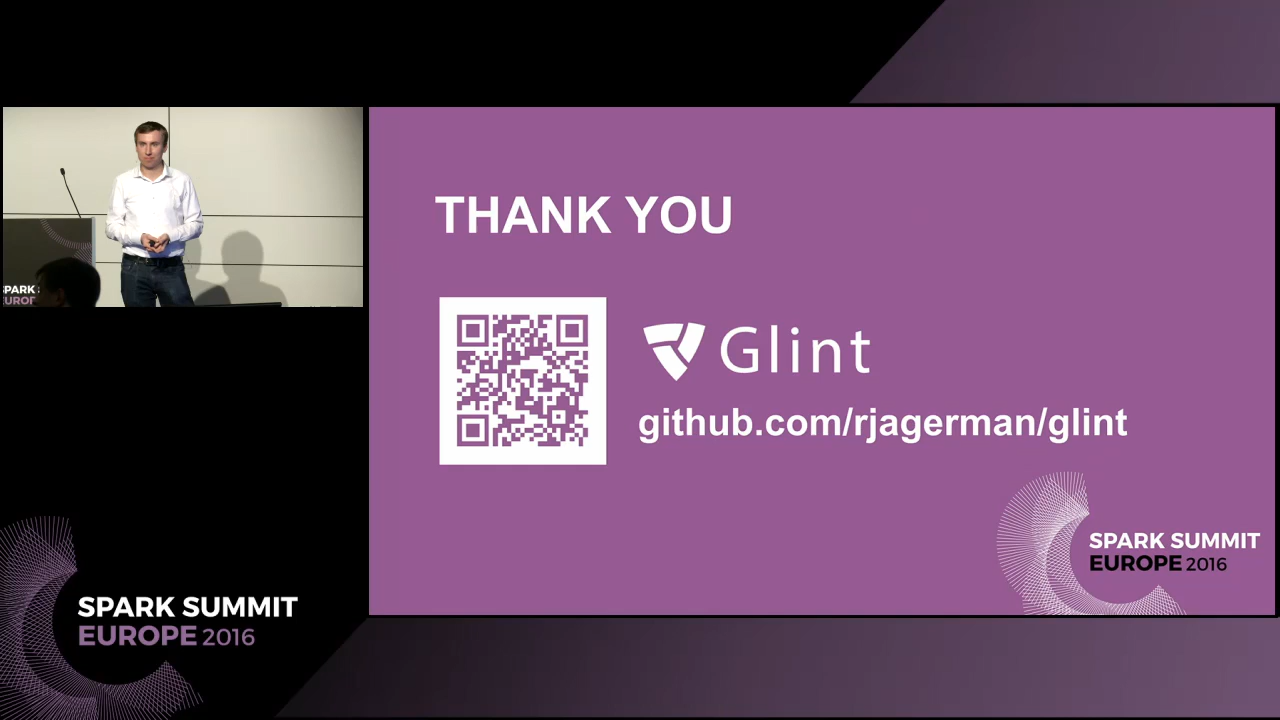 THANK YOU
Glint
github.com/rjagerman/glint
SPARK SUMMIT
EUROPE 2016
SPARK SUMMIT
EUROPE 2016